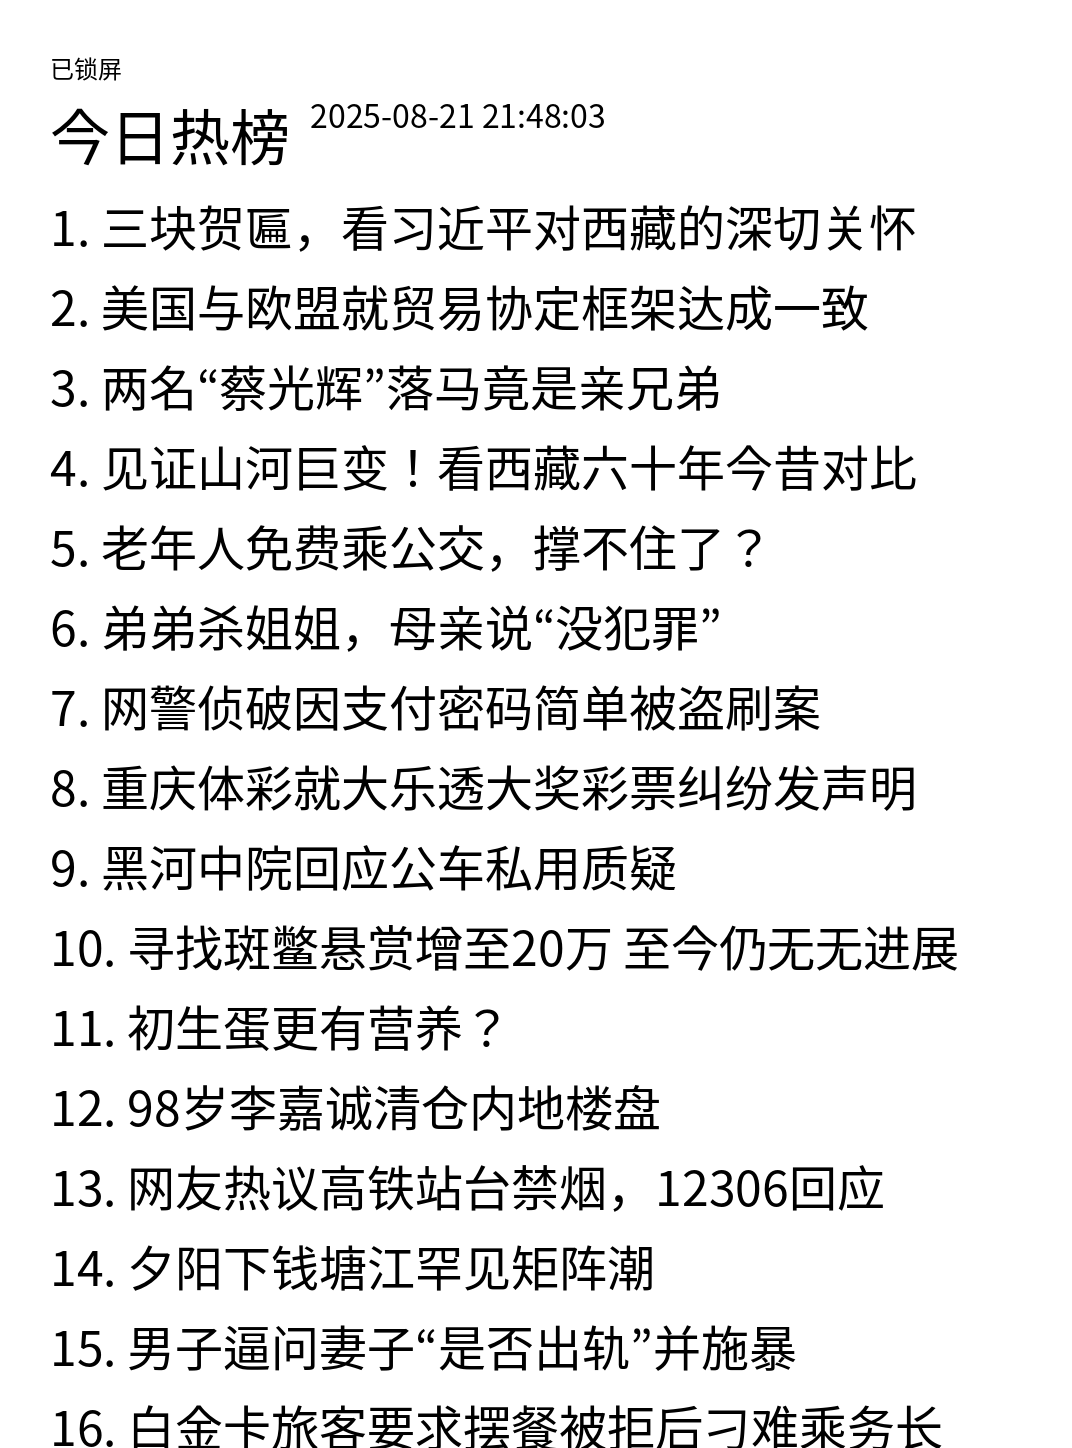 已锁屏
今日热榜 2025-08-21 21:48:03
1. 三块贺匾，看习近平对西藏的深切关怀
2. 美国与欧盟就贸易协定框架达成一致
3. 两名“蔡光辉”落马竟是亲兄弟
4. 见证山河巨变！看西藏六十年今昔对比
5. 老年人免费乘公交，撑不住了？
6. 弟弟杀姐姐，母亲说“没犯罪”
7. 网警侦破因支付密码简单被盗刷案
8. 重庆体彩就大乐透大奖彩票纠纷发声明
9. 黑河中院回应公车私用质疑
10. 寻找斑鳖悬赏增至20万 至今仍无无进展
11. 初生蛋更有营养？
12. 98岁李嘉诚清仓内地楼盘
13. 网友热议高铁站台禁烟，12306回应
14. 夕阳下钱塘江罕见矩阵潮
15. 男子逼问妻子“是否出轨”并施暴
16. 白金卡旅客要求摆餐被拒后刁难乘务长